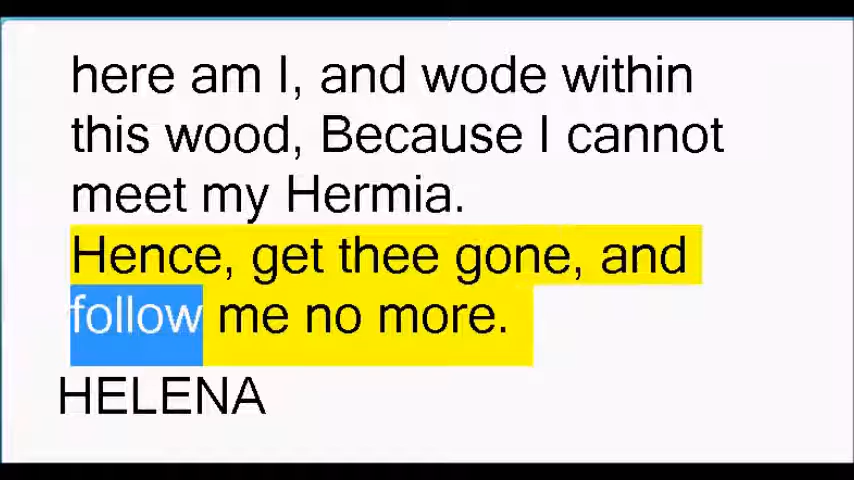 here am I, and wode within
this wood, Because I cannot
meet my Hermia.
Hence, get thee gone, and
follow me no more.
HELENA